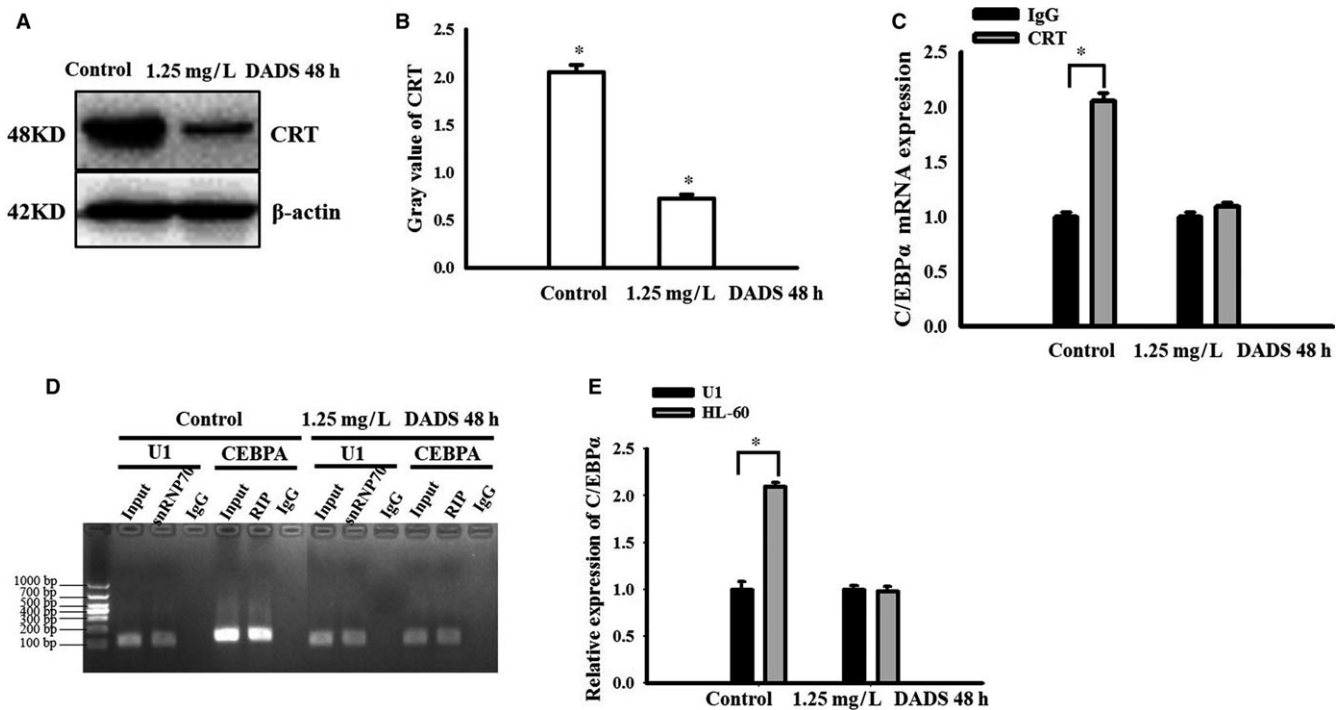 A
Control 1.25 mg/L DADS 48 h
48KD CRT
42KD β-actin
B
Gray value of CRT
2.5
2.0
1.5
1.0
0.5
0.0
*
*
Control 1.25 mg/L DADS 48 h
C
IgG
CRT
C/EBPα mRNA expression
2.5
2.0
1.5
1.0
0.5
0.0
*
Control 1.25 mg/L DADS 48 h
D
Control 1.25 mg/L DADS 48 h
U1 CEBPA U1 CEBPA
Input snRNP70 IgG Input RIP IgG Input snRNP70 IgG Input RIP IgG
1000 bp
700 bp
500 bp
400 bp
300 bp
200 bp
100 bp
E
U1
HL-60
Relative expression of C/EBPα
2.5
2.0
1.5
1.0
0.5
0.0
*
Control 1.25 mg/L DADS 48 h